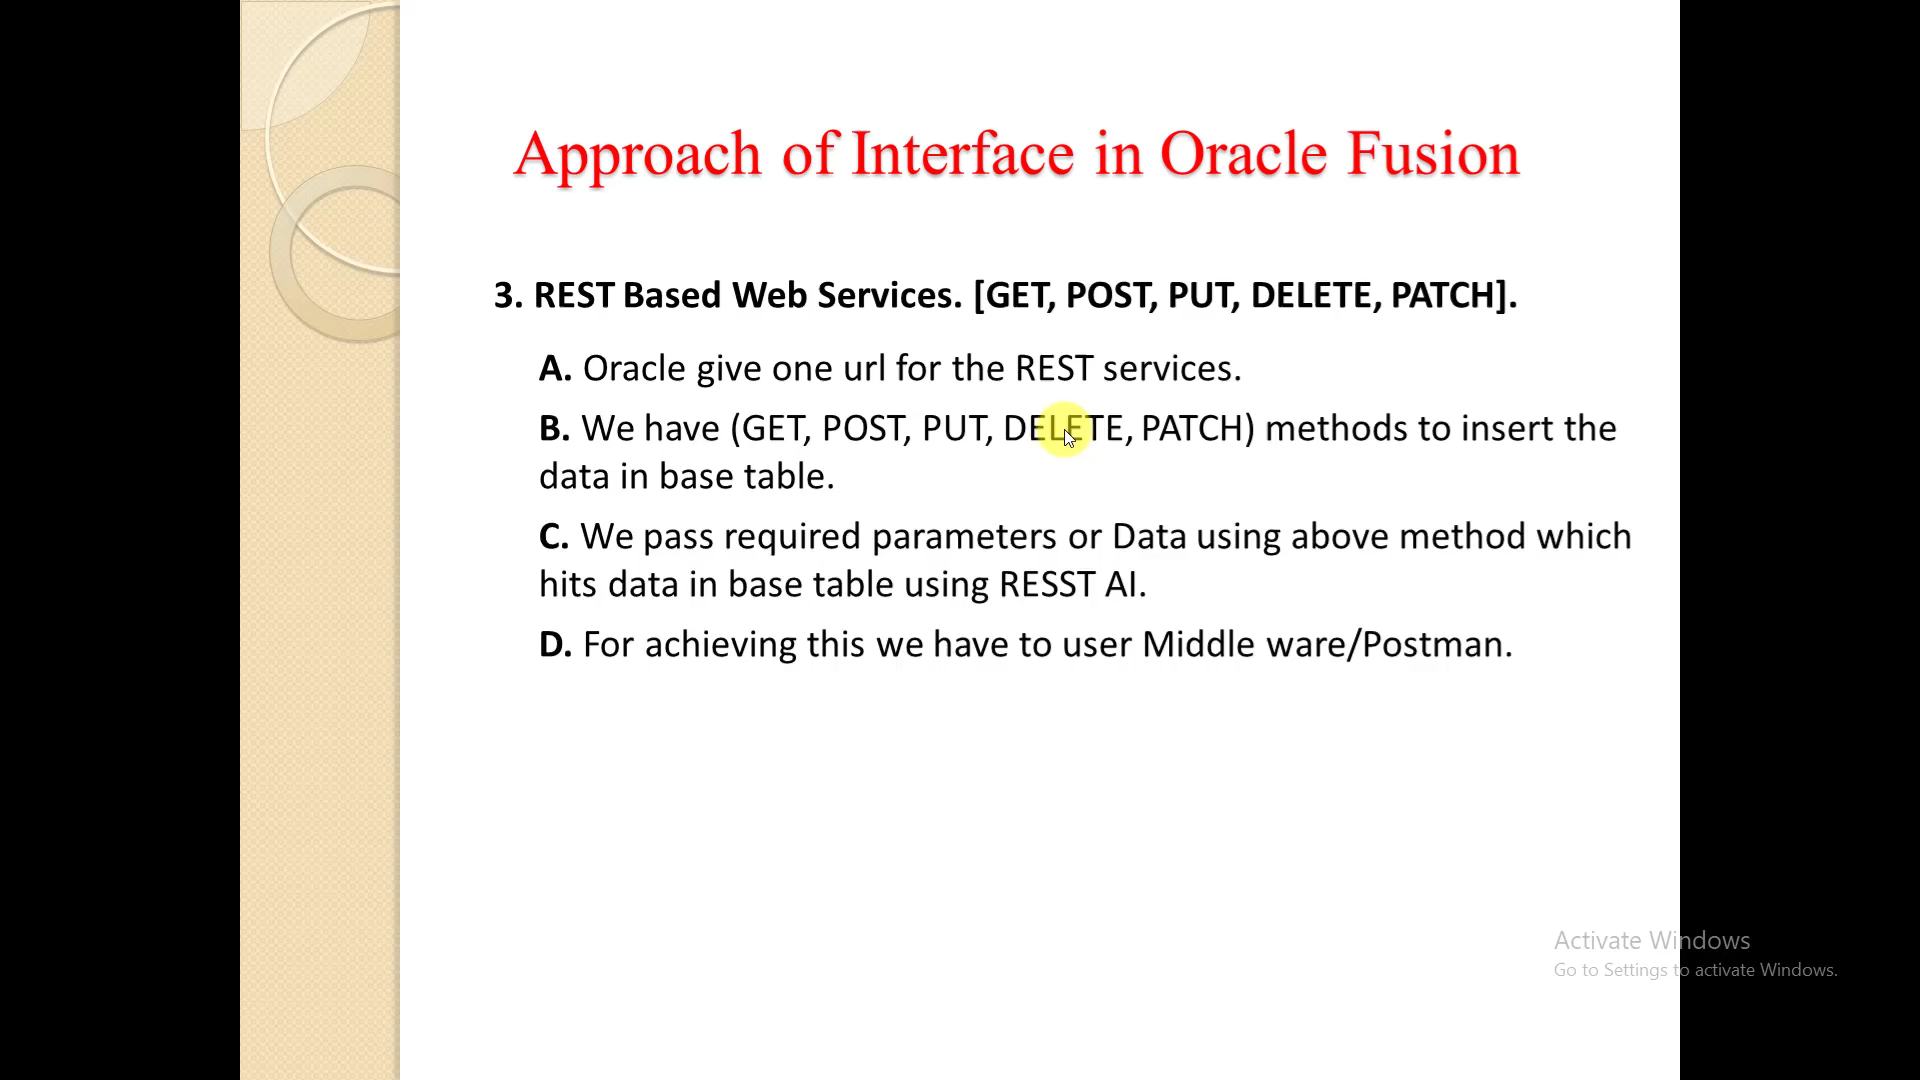 Approach of Interface in Oracle Fusion
3. REST Based Web Services. [GET, POST, PUT, DELETE, PATCH].
A. Oracle give one url for the REST services.
B. We have (GET, POST, PUT, DELETE, PATCH) methods to insert the
data in base table.
C. We pass required parameters or Data using above method which
hits data in base table using RESST AI.
D. For achieving this we have to user Middle ware/Postman.
Activate Windows
Go to Settings to activate Windows.